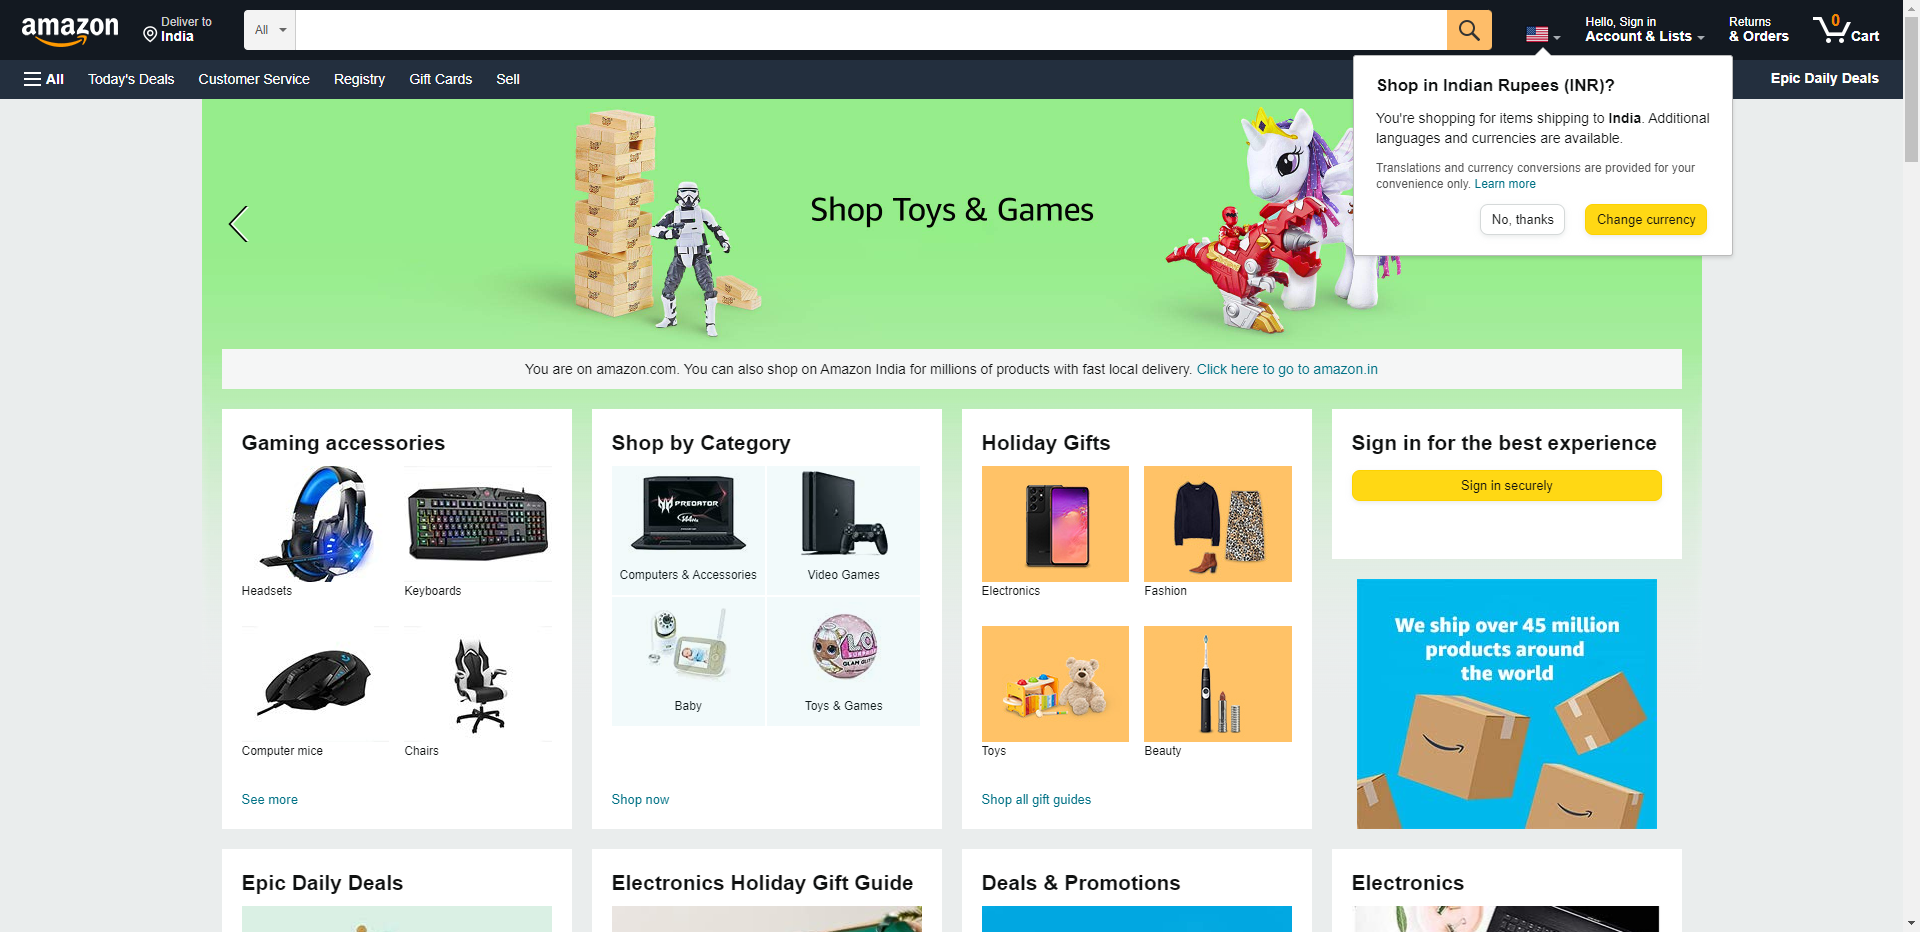 amazon
Deliver to
India
All
Hello, Sign in
Account & Lists
Returns
& Orders
0
Cart
All
Today's Deals
Customer Service
Registry
Gift Cards
Sell
Epic Daily Deals
Shop in Indian Rupees (INR)?
You're shopping for items shipping to India. Additional
languages and currencies are available.
Translations and currency conversions are provided for your
convenience only. Learn more
No, thanks
Change currency
Shop Toys & Games
You are on amazon.com. You can also shop on Amazon India for millions of products with fast local delivery. Click here to go to amazon.in
Gaming accessories
Headsets
Keyboards
Computer mice
Chairs
See more
Shop by Category
PREDATOR
Computers & Accessories
Video Games
L.O.L.
SURPRISE
Baby
Toys & Games
Shop now
Holiday Gifts
Electronics
Fashion
Toys
Beauty
Shop all gift guides
Sign in for the best experience
Sign in securely
We ship over 45 million
products around
the world
Epic Daily Deals
Electronics Holiday Gift Guide
Deals & Promotions
Electronics